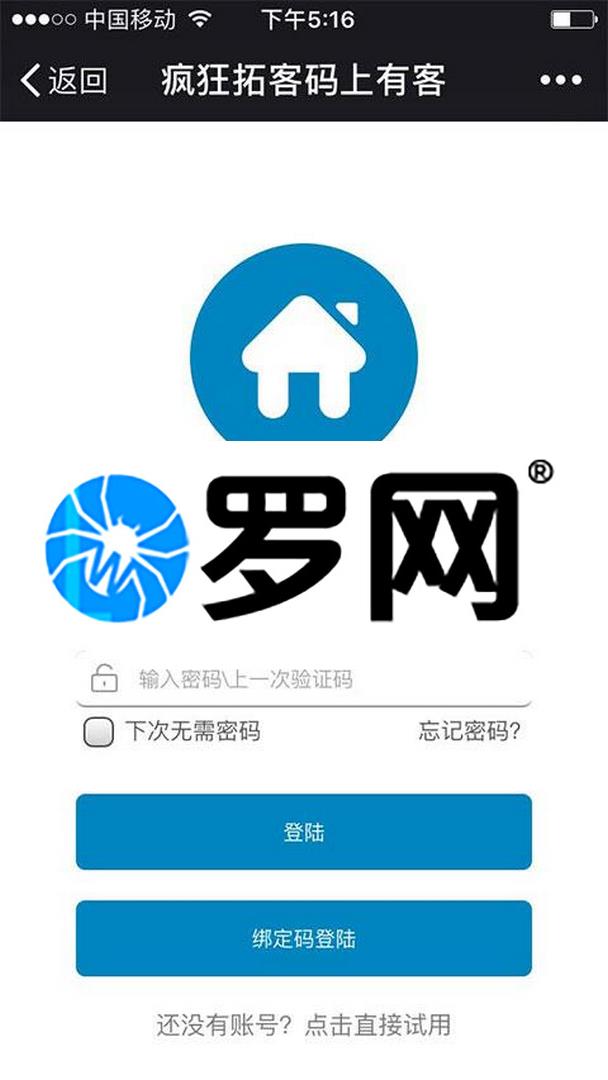 中国移动 下午5:16
返回 疯狂拓客码上有客
罗网®
输入密码\上一次验证码
下次无需密码 忘记密码?
登陆
绑定码登陆
还没有账号? 点击直接试用